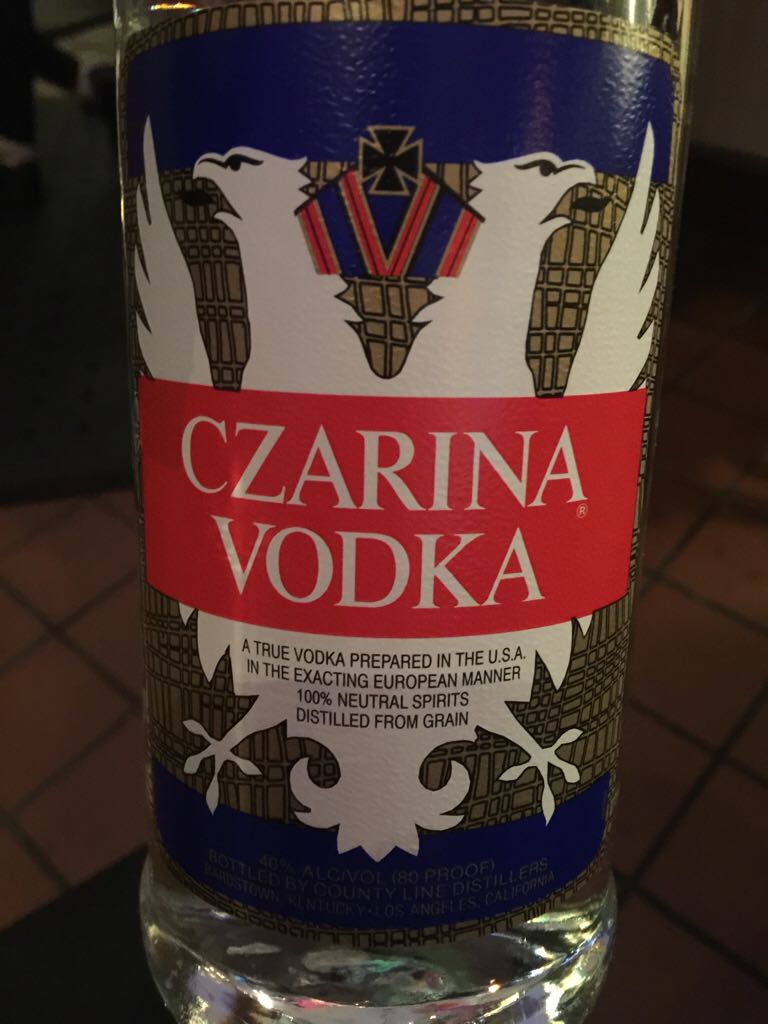 CZARINA
VODKA
®
A TRUE VODKA PREPARED IN THE U.S.A.
IN THE EXACTING EUROPEAN MANNER
100% NEUTRAL SPIRITS
DISTILLED FROM GRAIN
40% ALC/VOL (80 PROOF)
BOTTLED BY COUNTY LINE DISTILLERS
BARDSTOWN, KENTUCKY • LOS ANGELES, CALIFORNIA